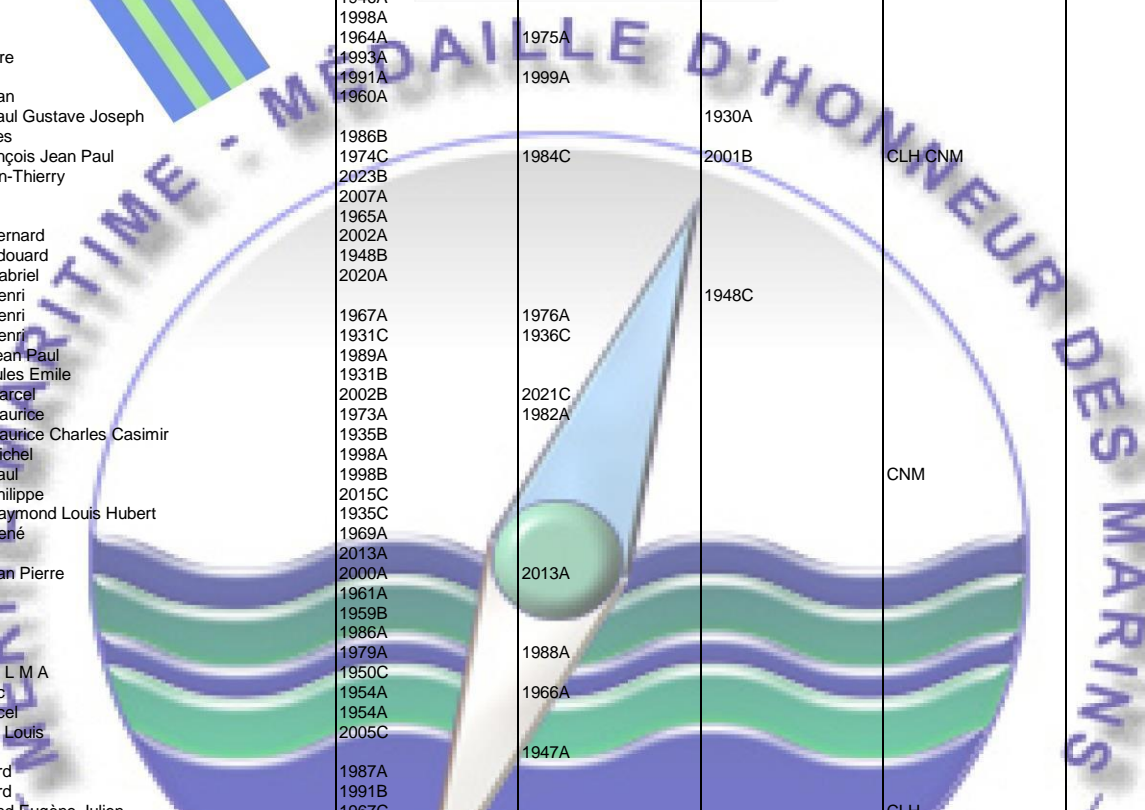 1998A
1964A 1975A
re 1993A
1991A 1999A
an 1960A
aul Gustave Joseph 1930A
es 1986B
nçois Jean Paul 1974C 1984C 2001B CLH CNM
n-Thierry 2023B
2007A
1965A
ernard 2002A
douard 1948B
abriel 2020A
enri 1948C
enri 1967A 1976A
enri 1931C 1936C
ean Paul 1989A
ules Emile 1931B
arcel 2002B 2021C
aurice 1973A 1982A
aurice Charles Casimir 1935B
ichel 1998A
aul 1998B CNM
hilippe 2015C
aymond Louis Hubert 1935C
ené 1969A
2013A
an Pierre 2000A 2013A
1961A
1959B
1986A
1979A 1988A
L M A 1950C
c 1954A 1966A
cel 1954A
Louis 2005C
1947A
rd 1987A
rd 1991B
MARITIME - MÉDAILLE D'HONNEUR DES MARINS -